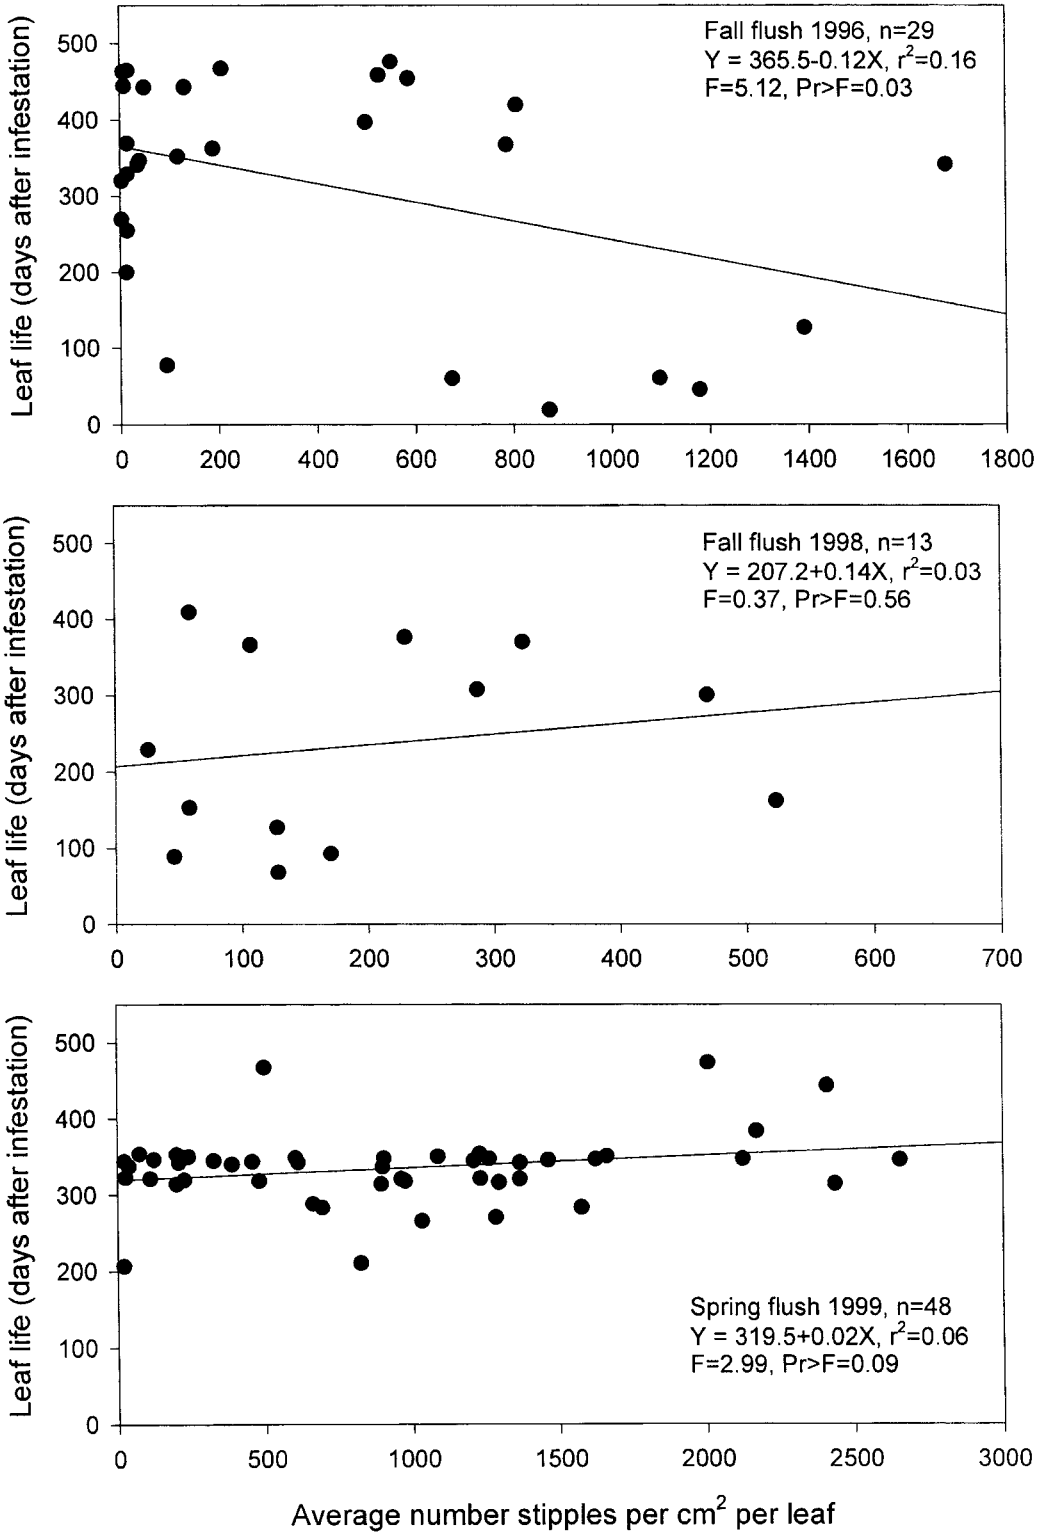 Fall flush 1996, n=29
Y = 365.5-0.12X, r²=0.16
F=5.12, Pr>F=0.03
Leaf life (days after infestation)
500
400
300
200
100
0
0 200 400 600 800 1000 1200 1400 1600 1800
Fall flush 1998, n=13
Y = 207.2+0.14X, r²=0.03
F=0.37, Pr>F=0.56
Leaf life (days after infestation)
500
400
300
200
100
0
0 100 200 300 400 500 600 700
Leaf life (days after infestation)
500
400
300
200
100
0
Spring flush 1999, n=48
Y = 319.5+0.02X, r²=0.06
F=2.99, Pr>F=0.09
0 500 1000 1500 2000 2500 3000
Average number stipples per cm² per leaf